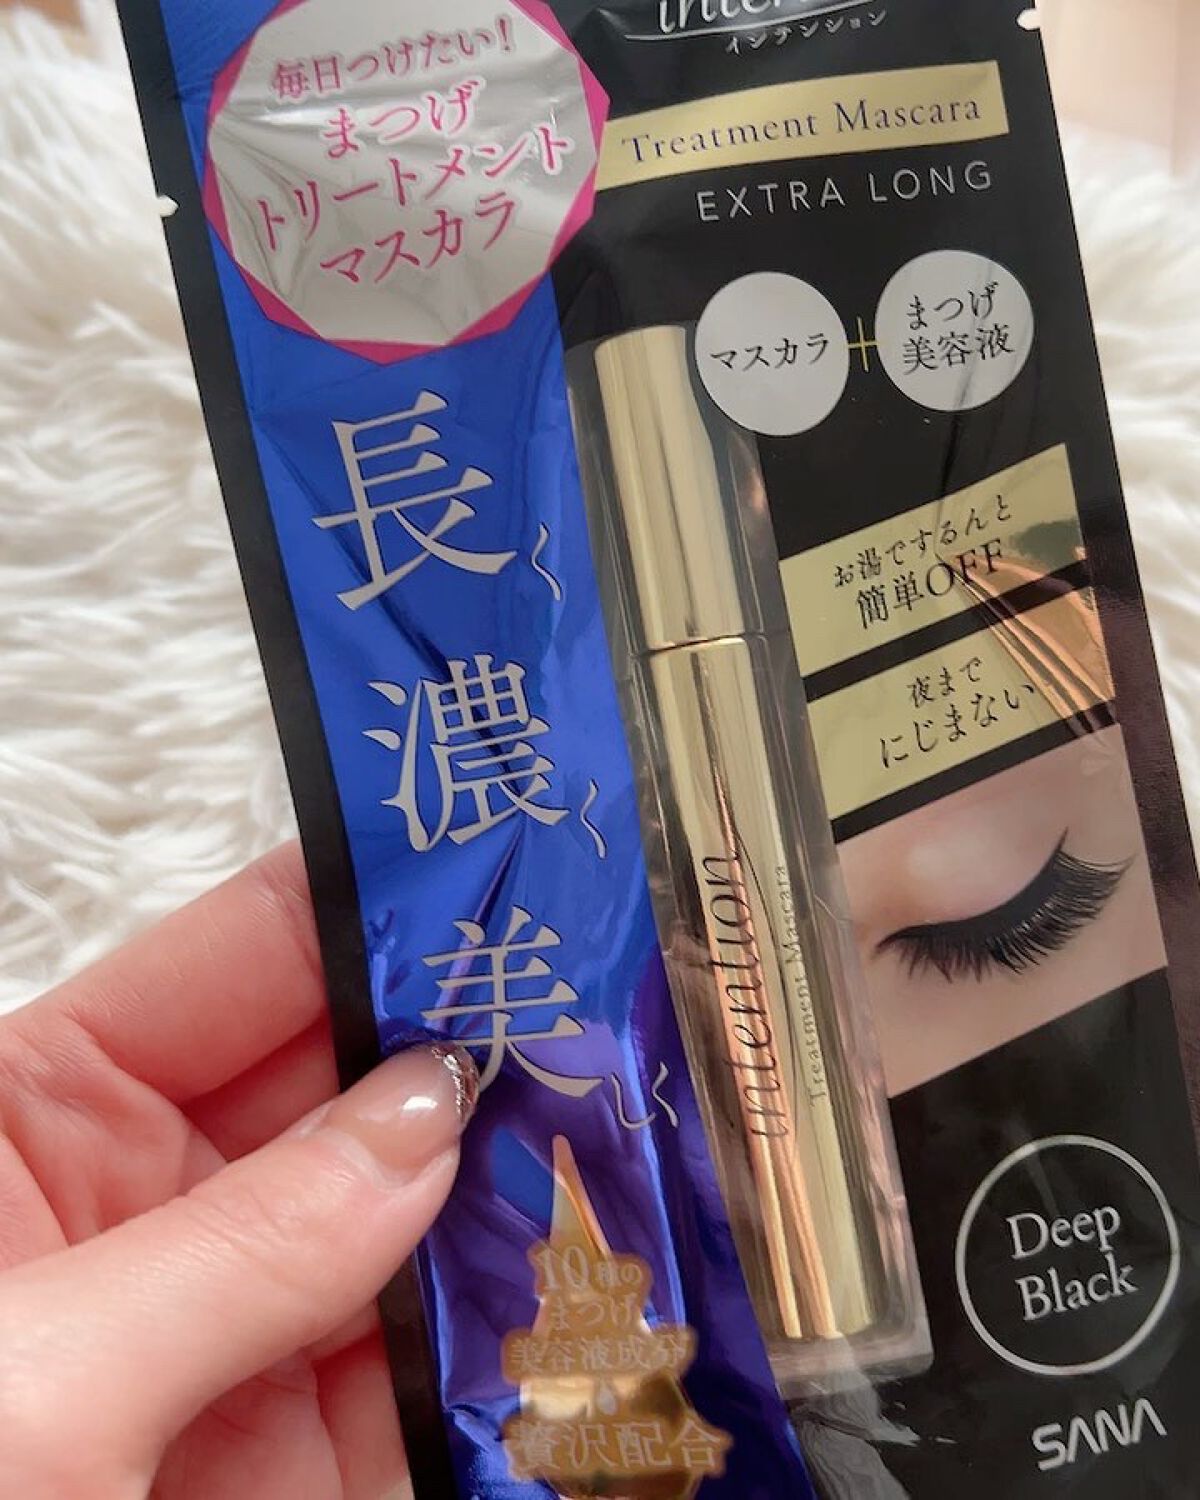 インテンション
毎日つけたい!
まつげ
トリートメント
マスカラ
Treatment Mascara
EXTRA LONG
マスカラ
+
まつげ
美容液
長く
濃く
美しく
お湯でするんと
簡単OFF
夜まで
にじまない
intention
Treatment Mascara
10種の
まつげ
美容液成分
贅沢配合
Deep
Black
SANA